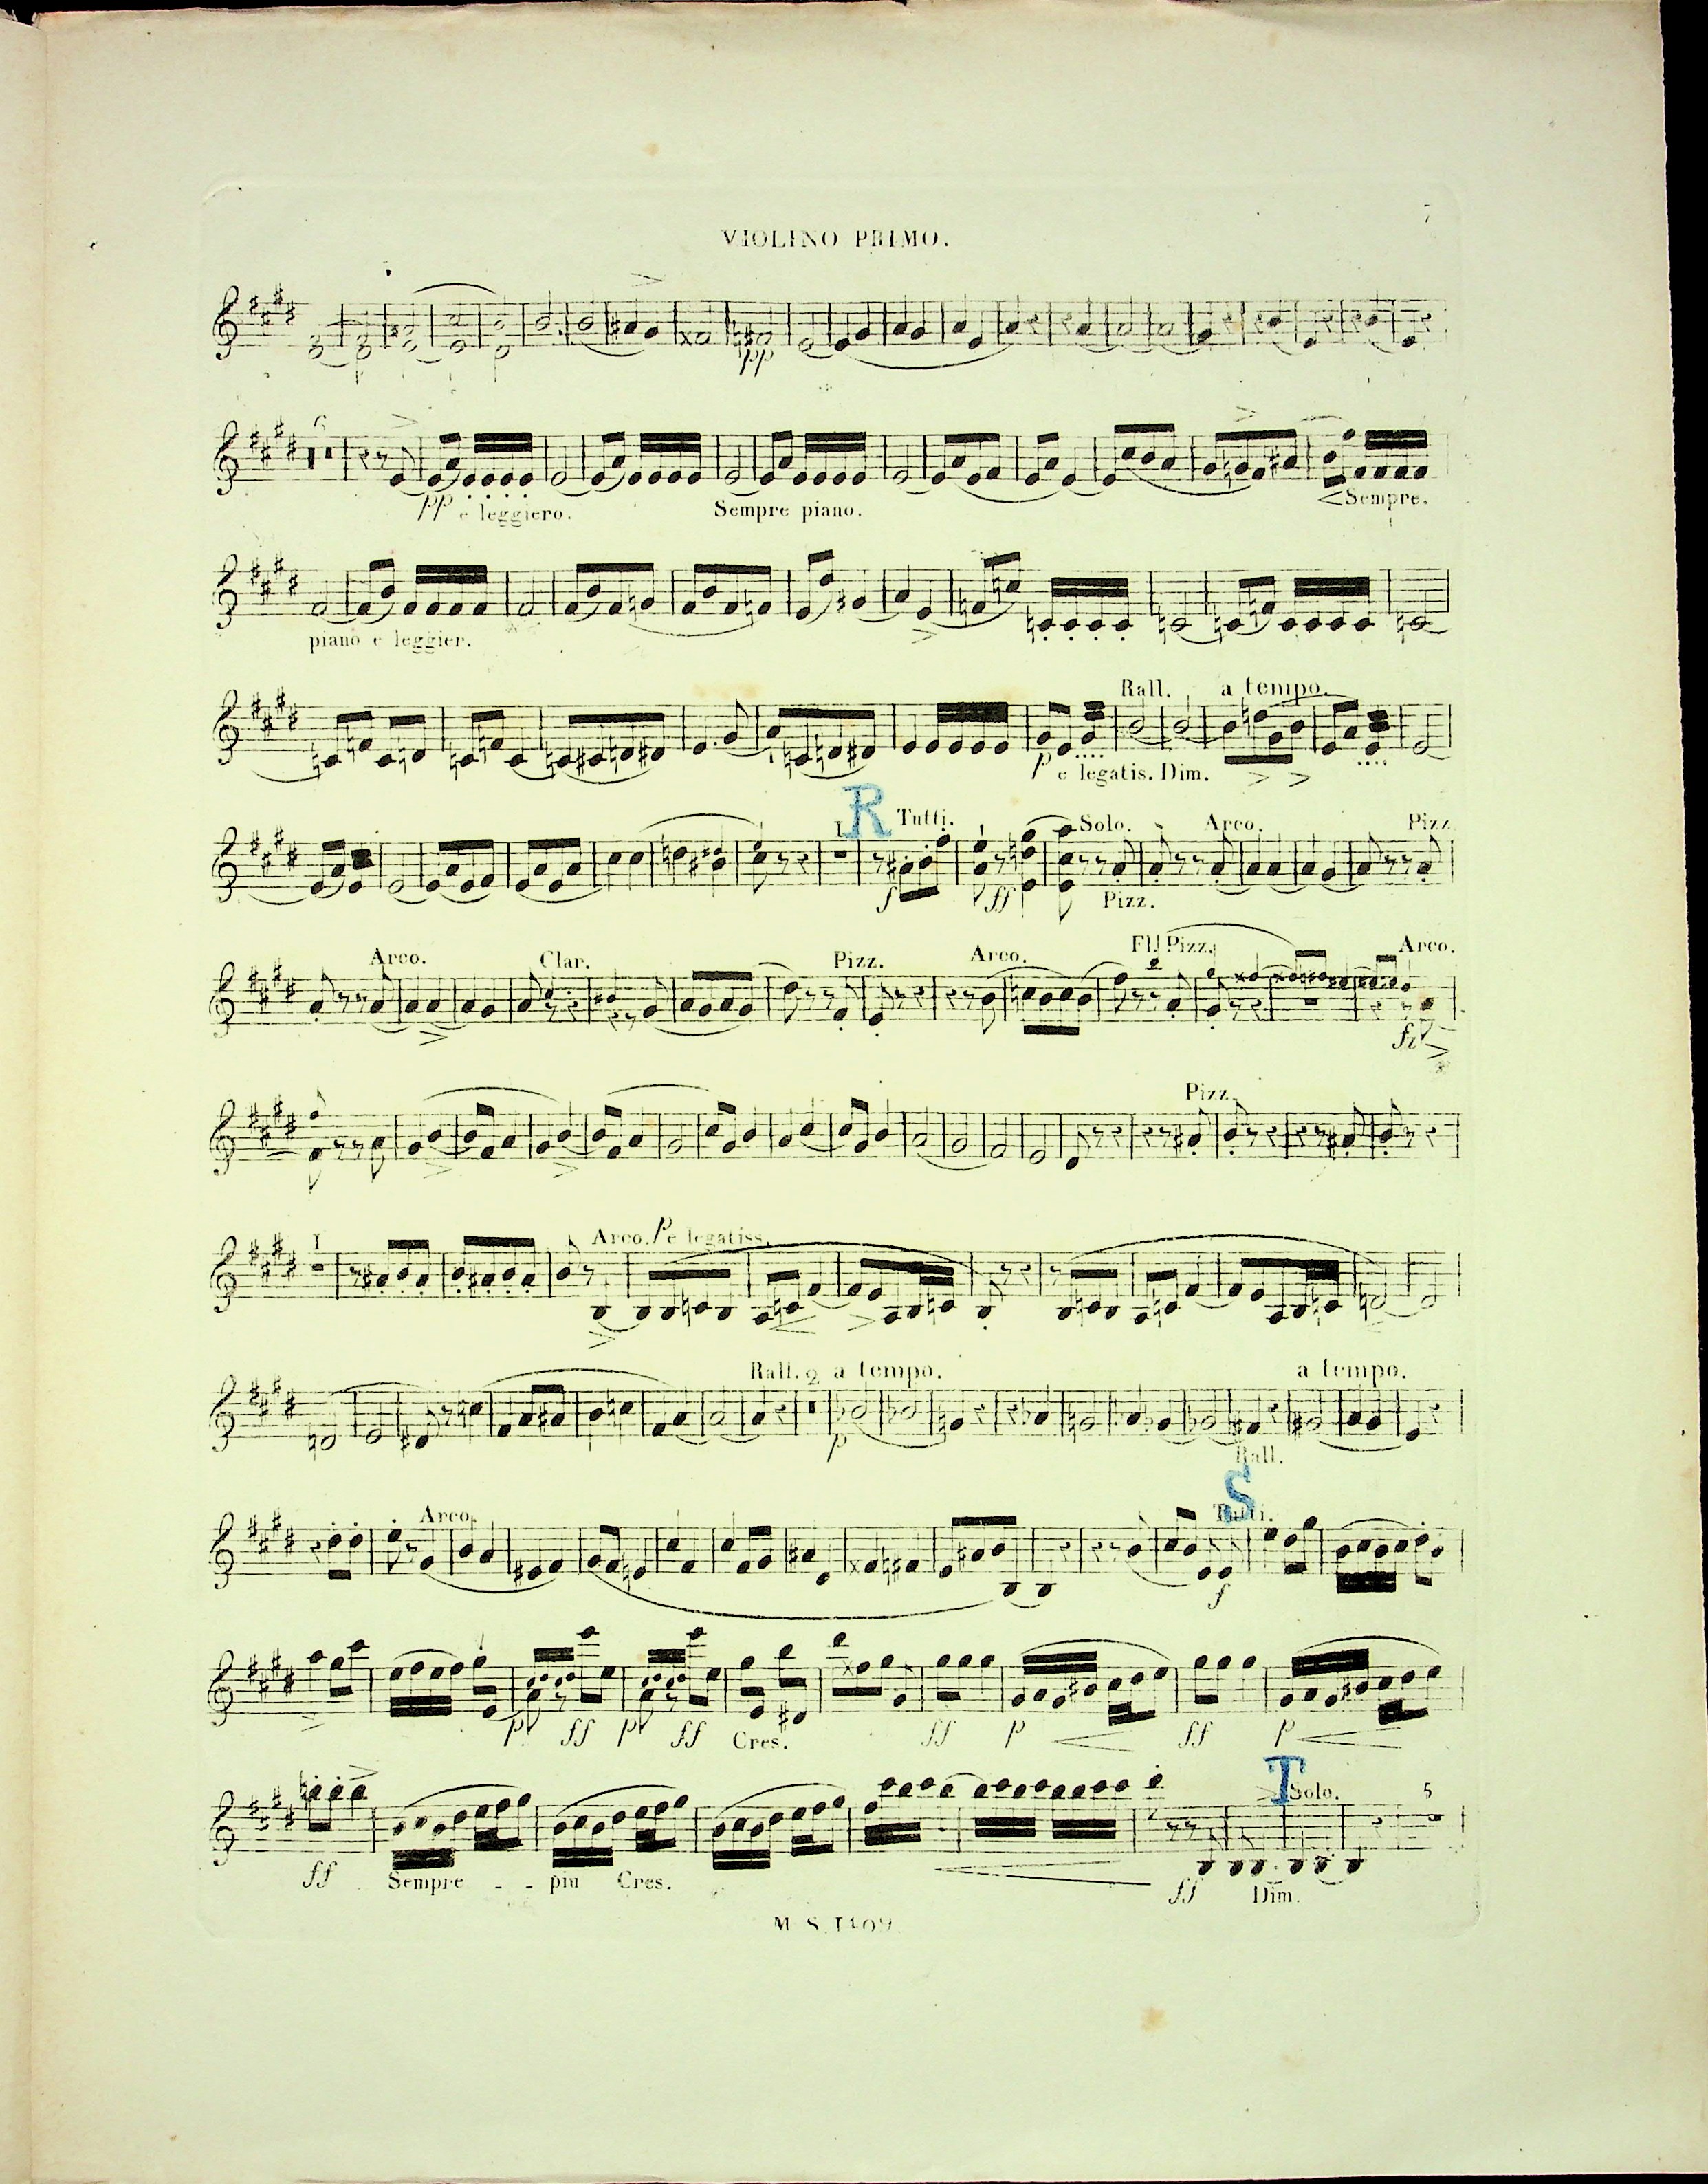 7
VIOLINO PRIMO.
pp
6
pp e leggiero. Sempre piano. Sempre.
piano e leggier.
Rall. a tempo.
p e legatis. Dim.
R Tutti. Solo. Arco. Pizz
f ff Pizz.
Arco. Clar. Pizz. Arco. Fl. Pizz. Arco.
fz
Pizz.
1 Arco. p e legatiss.
Rall. 2 a tempo. a tempo.
p Rall.
S
Arco. Tutti.
f
p ff p ff Cres. ff p ff p
T Solo. 5
ff Sempre - - piu Cres. ff Dim.
M. S. 1409.